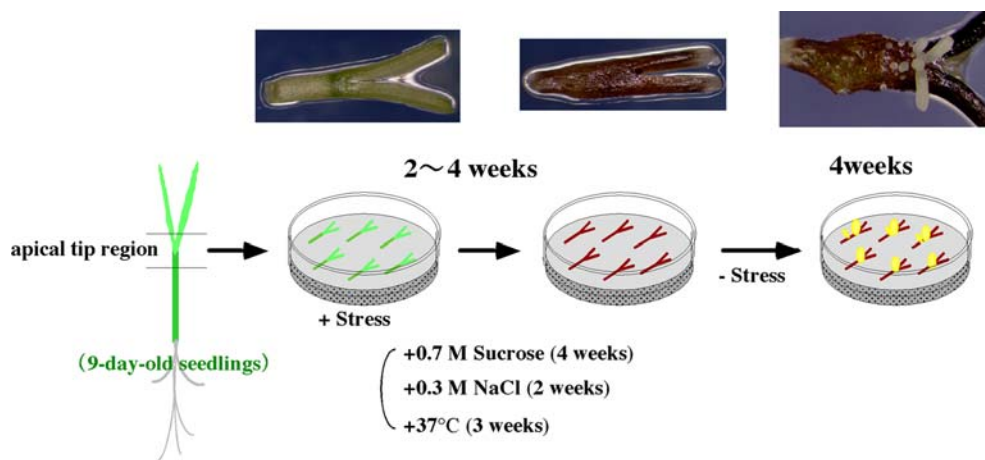 2～4 weeks
4weeks
apical tip region
+ Stress
- Stress
（9-day-old seedlings）
+0.7 M Sucrose (4 weeks)
+0.3 M NaCl (2 weeks)
+37°C (3 weeks)